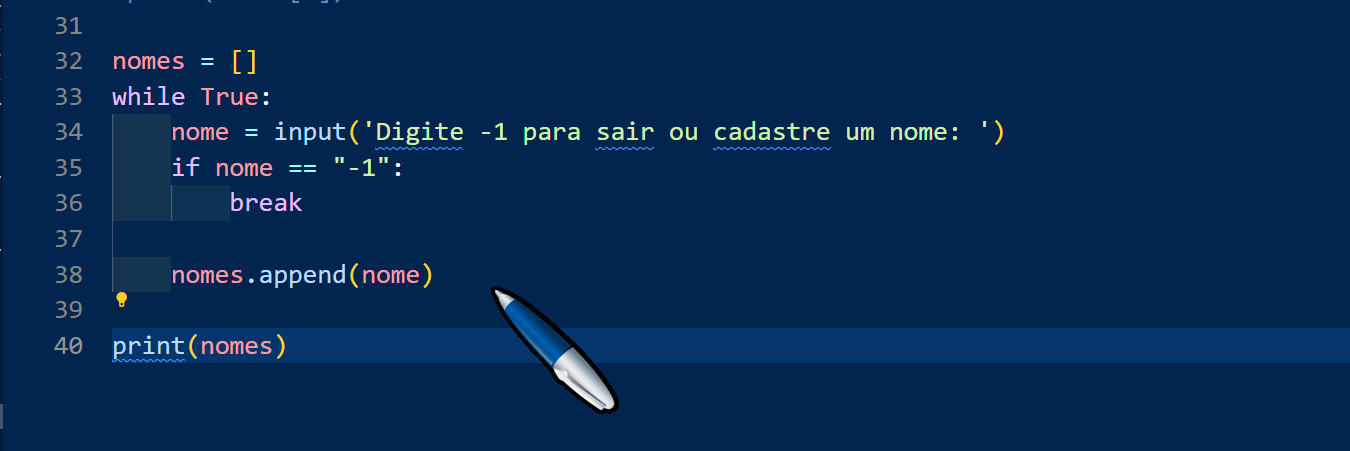 31
32 nomes = []
33 while True:
34     nome = input('Digite -1 para sair ou cadastre um nome: ')
35     if nome == "-1":
36         break
37
38     nomes.append(nome)
39
40 print(nomes)